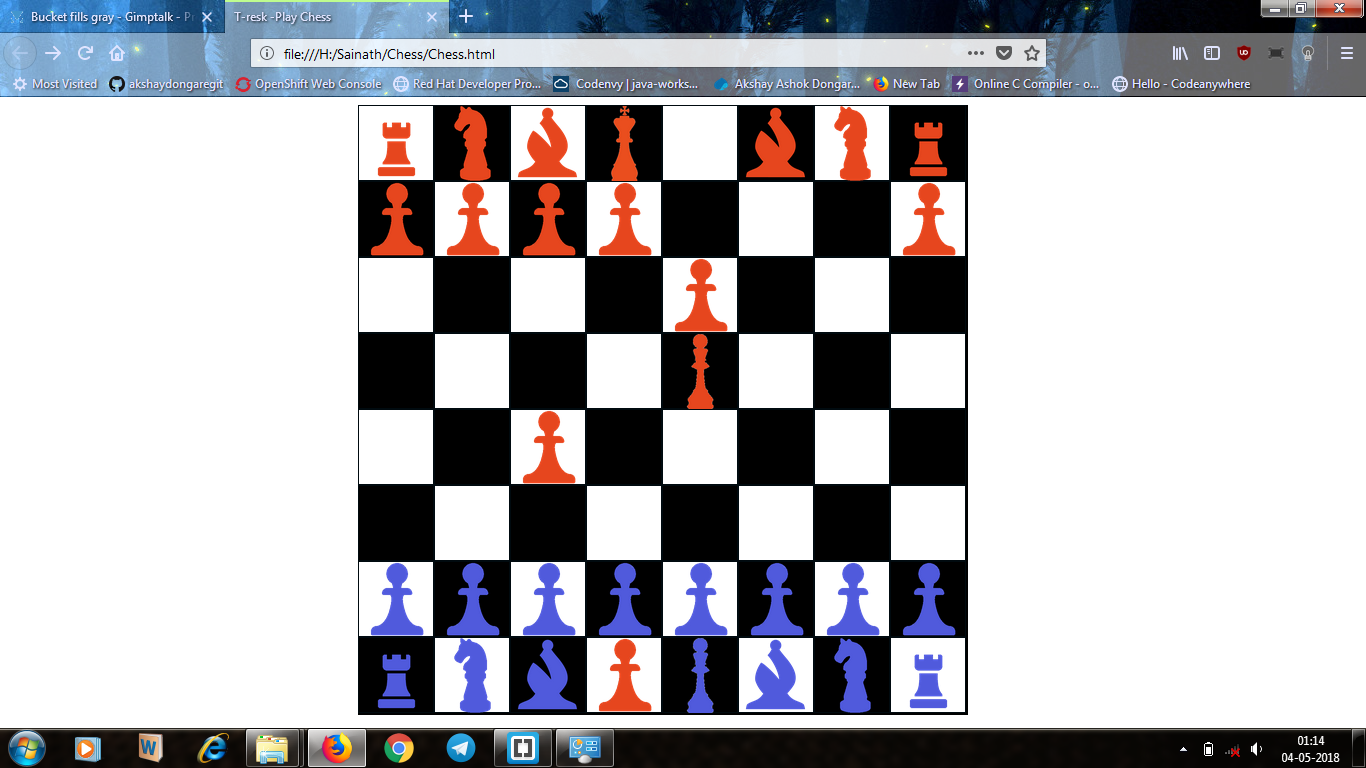 Bucket fills gray - Gimptalk - Pr
T-resk -Play Chess
file:///H:/Sainath/Chess/Chess.html
Most Visited
akshaydongaregit
OpenShift Web Console
Red Hat Developer Pro...
Codenvy | java-works...
Akshay Ashok Dongar...
New Tab
Online C Compiler - o...
Hello - Codeanywhere
01:14
04-05-2018